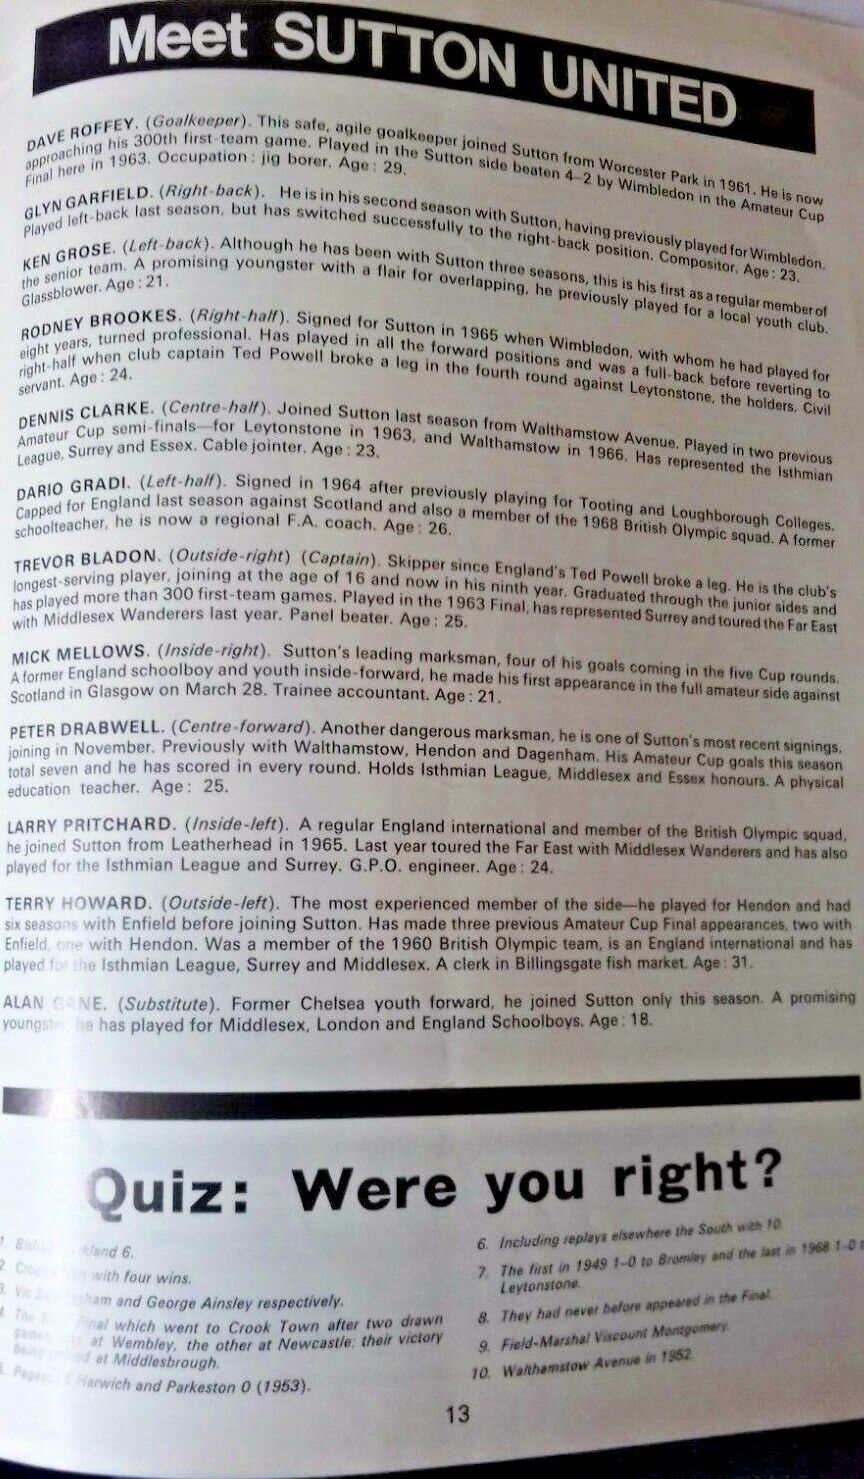 Meet SUTTON UNITED
DAVE ROFFEY. (Goalkeeper). This safe, agile goalkeeper joined Sutton from Worcester Park in 1961. He is now
approaching his 300th first-team game. Played in the Sutton side beaten 4–2 by Wimbledon in the Amateur Cup
Final here in 1963. Occupation : jig borer. Age : 29.
GLYN GARFIELD. (Right-back). He is in his second season with Sutton, having previously played for Wimbledon.
Played left-back last season, but has switched successfully to the right-back position. Compositor. Age : 23.
KEN GROSE. (Left-back). Although he has been with Sutton three seasons, this is his first as a regular member of
the senior team. A promising youngster with a flair for overlapping, he previously played for a local youth club.
Glassblower. Age : 21.
RODNEY BROOKES. (Right-half). Signed for Sutton in 1965 when Wimbledon, with whom he had played for
eight years, turned professional. Has played in all the forward positions and was a full-back before reverting to
right-half when club captain Ted Powell broke a leg in the fourth round against Leytonstone, the holders. Civil
servant. Age : 24.
DENNIS CLARKE. (Centre-half). Joined Sutton last season from Walthamstow Avenue. Played in two previous
Amateur Cup semi-finals—for Leytonstone in 1963, and Walthamstow in 1966. Has represented the Isthmian
League, Surrey and Essex. Cable jointer. Age : 23.
DARIO GRADI. (Left-half). Signed in 1964 after previously playing for Tooting and Loughborough Colleges.
Capped for England last season against Scotland and also a member of the 1968 British Olympic squad. A former
schoolteacher, he is now a regional F.A. coach. Age : 26.
TREVOR BLADON. (Outside-right) (Captain). Skipper since England's Ted Powell broke a leg. He is the club's
longest-serving player, joining at the age of 16 and now in his ninth year. Graduated through the junior sides and
has played more than 300 first-team games. Played in the 1963 Final, has represented Surrey and toured the Far East
with Middlesex Wanderers last year. Panel beater. Age : 25.
MICK MELLOWS. (Inside-right). Sutton's leading marksman, four of his goals coming in the five Cup rounds.
A former England schoolboy and youth inside-forward, he made his first appearance in the full amateur side against
Scotland in Glasgow on March 28. Trainee accountant. Age : 21.
PETER DRABWELL. (Centre-forward). Another dangerous marksman, he is one of Sutton's most recent signings,
joining in November. Previously with Walthamstow, Hendon and Dagenham. His Amateur Cup goals this season
total seven and he has scored in every round. Holds Isthmian League, Middlesex and Essex honours. A physical
education teacher. Age : 25.
LARRY PRITCHARD. (Inside-left). A regular England international and member of the British Olympic squad,
he joined Sutton from Leatherhead in 1965. Last year toured the Far East with Middlesex Wanderers and has also
played for the Isthmian League and Surrey. G.P.O. engineer. Age : 24.
TERRY HOWARD. (Outside-left). The most experienced member of the side—he played for Hendon and had
six seasons with Enfield before joining Sutton. Has made three previous Amateur Cup Final appearances, two with
Enfield, one with Hendon. Was a member of the 1960 British Olympic team, is an England international and has
played for the Isthmian League, Surrey and Middlesex. A clerk in Billingsgate fish market. Age : 31.
ALAN (Substitute). Former Chelsea youth forward, he joined Sutton only this season. A promising
youngster he has played for Middlesex, London and England Schoolboys. Age : 18.
Quiz: Were you right?
1. 6.
2. with four wins.
3. Vic and George Ainsley respectively.
4. The Final which went to Crook Town after two drawn
at Wembley, the other at Newcastle; their victory
being at Middlesbrough.
5. Harwich and Parkeston 0 (1953).
6. Including replays elsewhere the South with 10.
7. The first in 1949 1–0 to Bromley and the last in 1968 1–0
Leytonstone.
8. They had never before appeared in the Final.
9. Field-Marshal Viscount Montgomery.
10. Walthamstow Avenue in 1952.
13